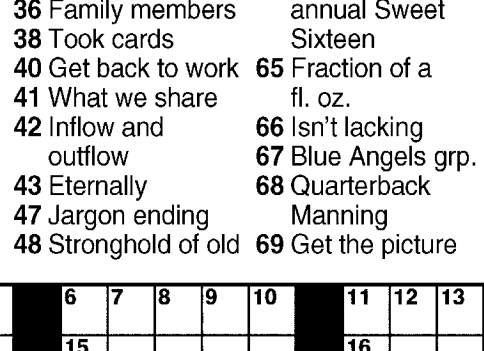 36 Family members
38 Took cards
40 Get back to work
41 What we share
42 Inflow and
outflow
43 Eternally
47 Jargon ending
48 Stronghold of old
annual Sweet
Sixteen
65 Fraction of a
fl. oz.
66 Isn't lacking
67 Blue Angels grp.
68 Quarterback
Manning
69 Get the picture
6 7 8 9 10 11 12 13
15 16